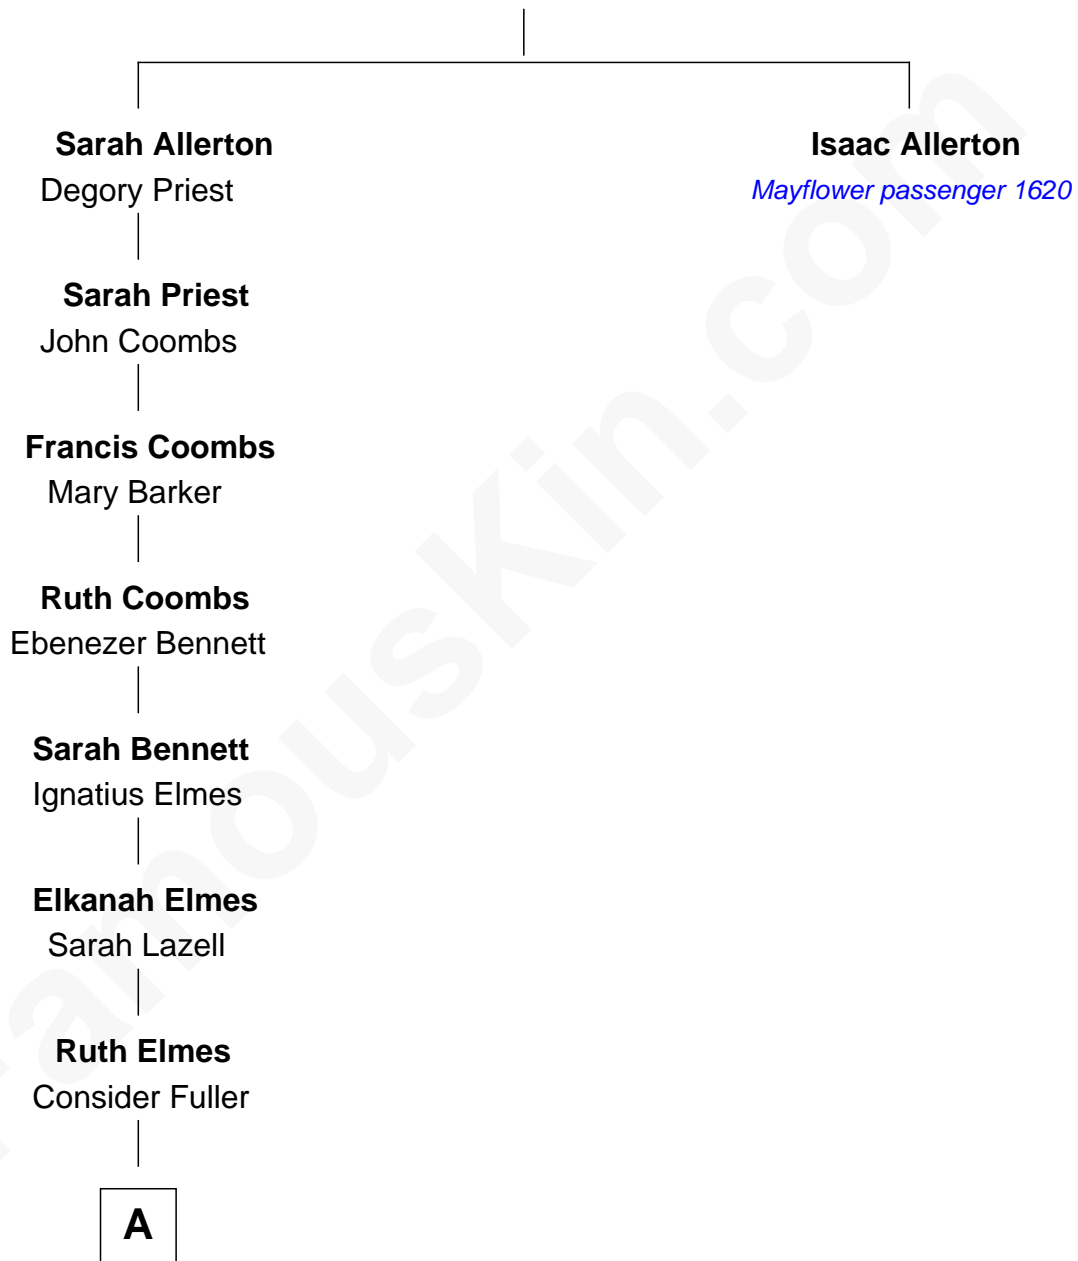 Sarah Allerton
Isaac Allerton
Degory Priest
Mayflower passenger 1620
Sarah Priest
John Coombs
Francis Coombs
Mary Barker
Ruth Coombs
Ebenezer Bennett
Sarah Bennett
Ignatius Elmes
Elkanah Elmes
Sarah Lazell
Ruth Elmes
Consider Fuller
A
FamousKin.com